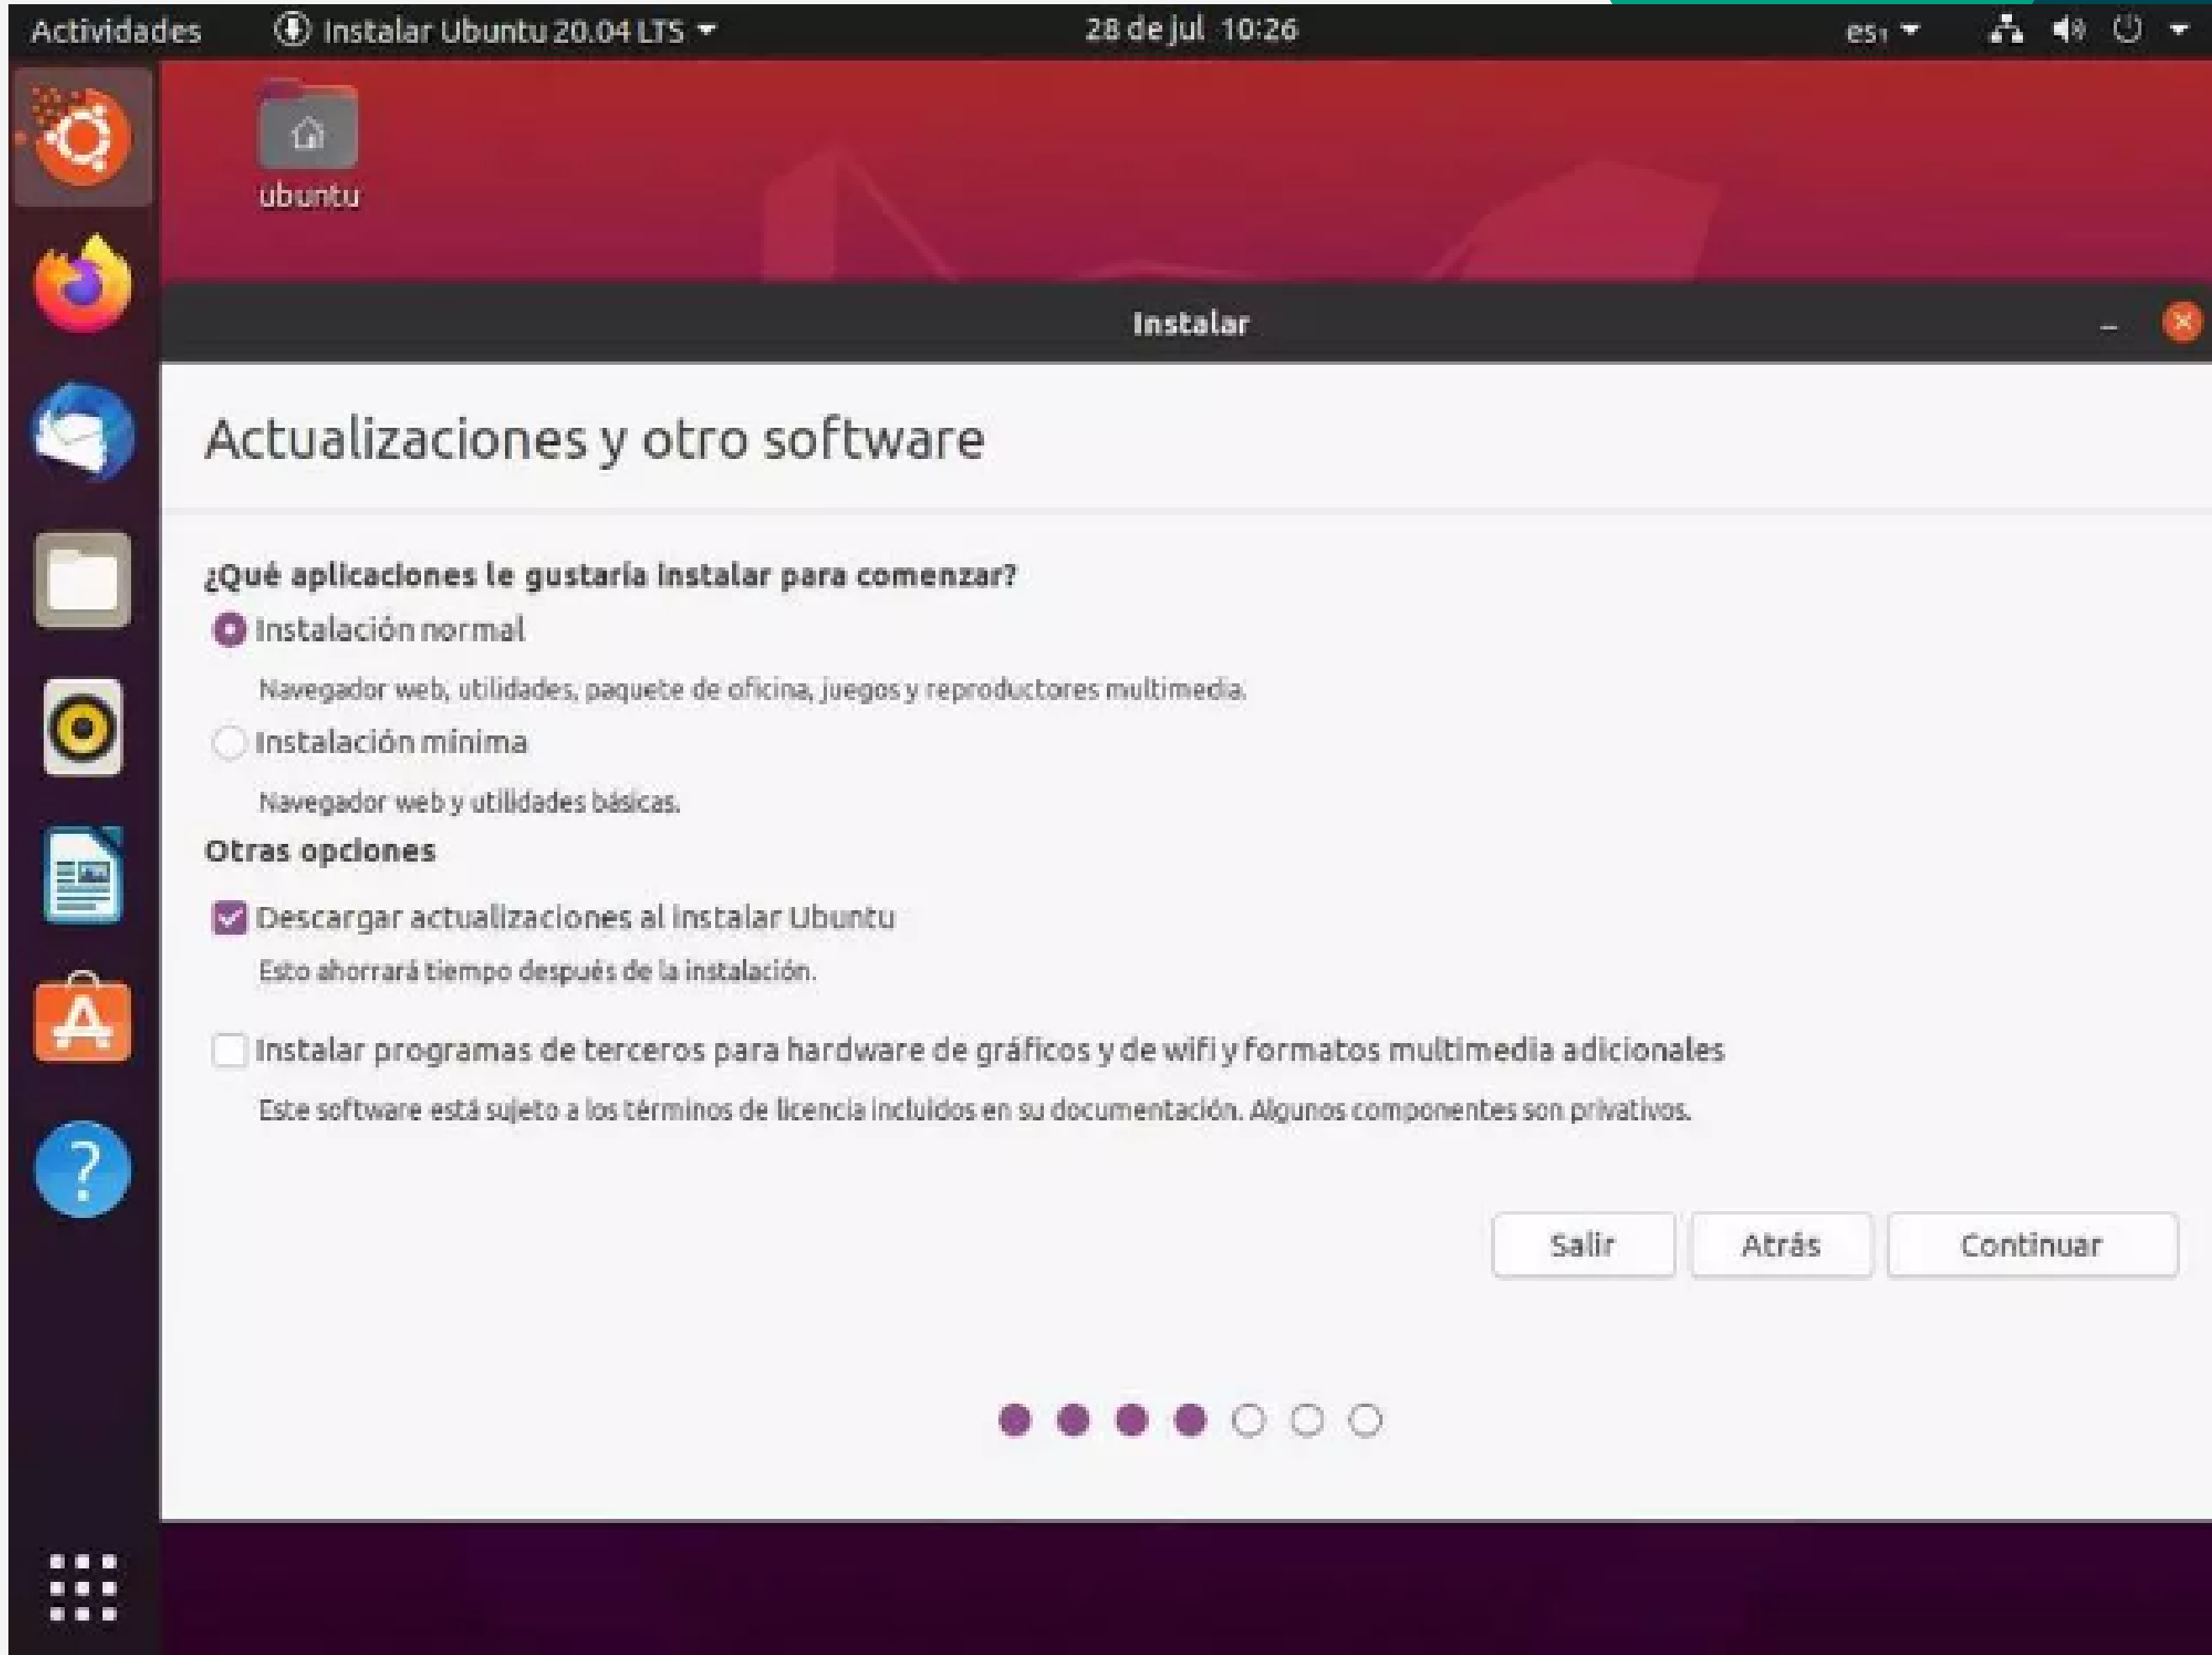 Actividades
Instalar Ubuntu 20.04 LTS
28 de jul 10:26
es₁
ubuntu
Instalar
Actualizaciones y otro software
¿Qué aplicaciones le gustaría instalar para comenzar?
Instalación normal
Navegador web, utilidades, paquete de oficina, juegos y reproductores multimedia.
Instalación mínima
Navegador web y utilidades básicas.
Otras opciones
Descargar actualizaciones al instalar Ubuntu
Esto ahorrará tiempo después de la instalación.
Instalar programas de terceros para hardware de gráficos y de wifi y formatos multimedia adicionales
Este software está sujeto a los términos de licencia incluidos en su documentación. Algunos componentes son privativos.
Salir
Atrás
Continuar